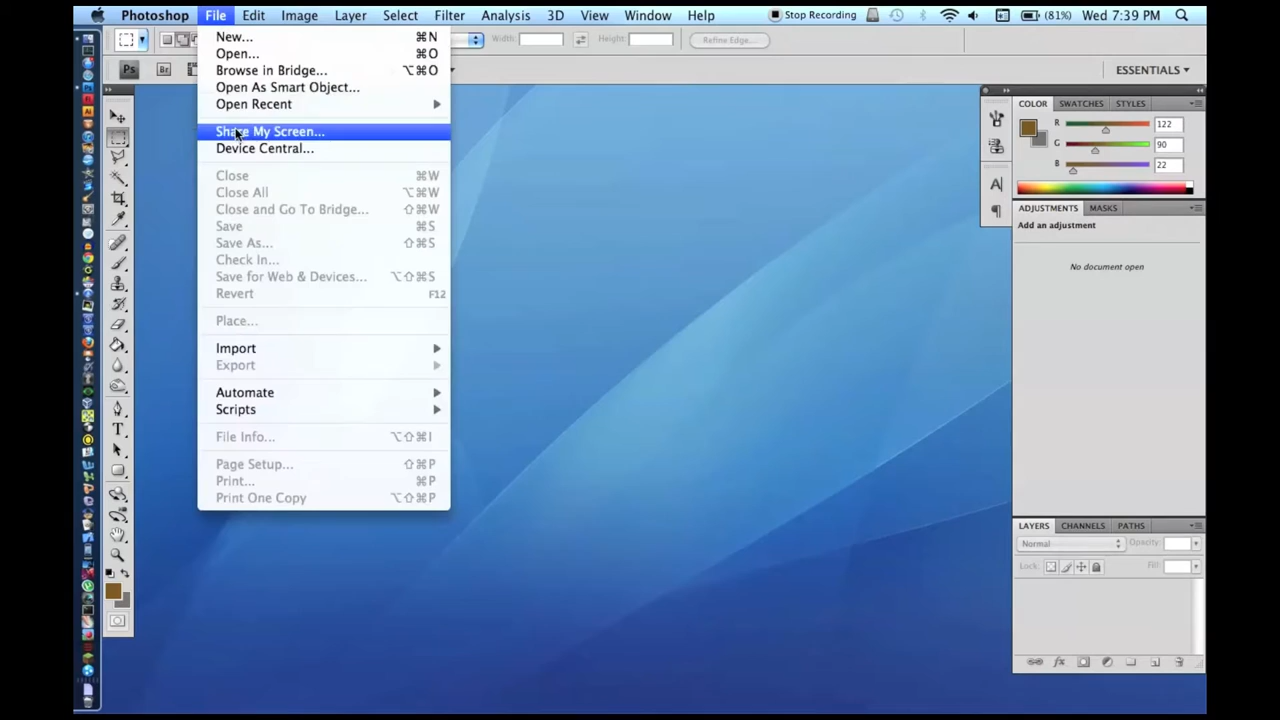 Photoshop File Edit Image Layer Select Filter Analysis 3D View Window Help Stop Recording (81%) Wed 7:39 PM
Width: Height: Refine Edge...
Ps Br ESSENTIALS
New... ⌘N
Open... ⌘O
Browse in Bridge... ⌥⌘O
Open As Smart Object...
Open Recent
Share My Screen...
Device Central...
Close ⌘W
Close All ⌥⌘W
Close and Go To Bridge... ⇧⌘W
Save ⌘S
Save As... ⇧⌘S
Check In...
Save for Web & Devices... ⌥⇧⌘S
Revert F12
Place...
Import
Export
Automate
Scripts
File Info... ⌥⇧⌘I
Page Setup... ⇧⌘P
Print... ⌘P
Print One Copy ⌥⇧⌘P
COLOR SWATCHES STYLES
R 122
G 90
B 22
ADJUSTMENTS MASKS
Add an adjustment
No document open
LAYERS CHANNELS PATHS
Normal Opacity:
Lock: Fill: